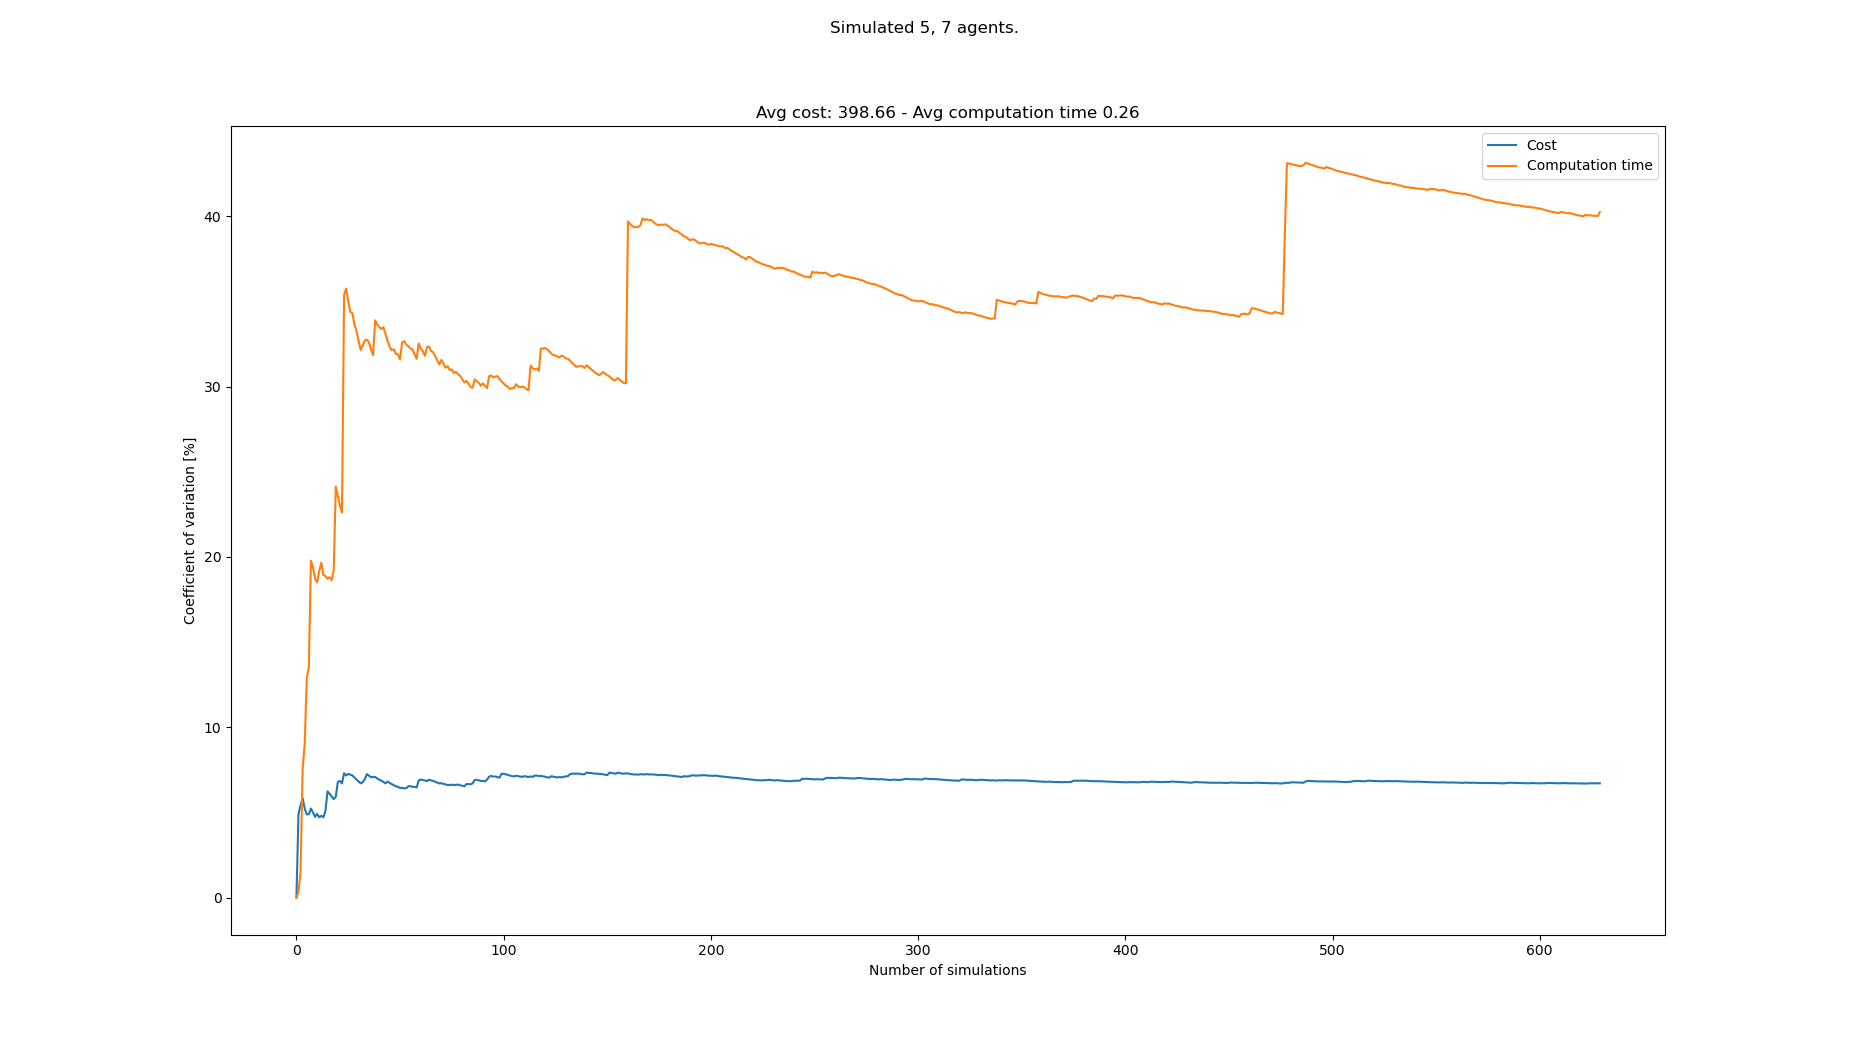 Simulated 5, 7 agents.
Avg cost: 398.66 - Avg computation time 0.26
Cost
Computation time
Coefficient of variation [%]
40
30
20
10
0
0 100 200 300 400 500 600
Number of simulations